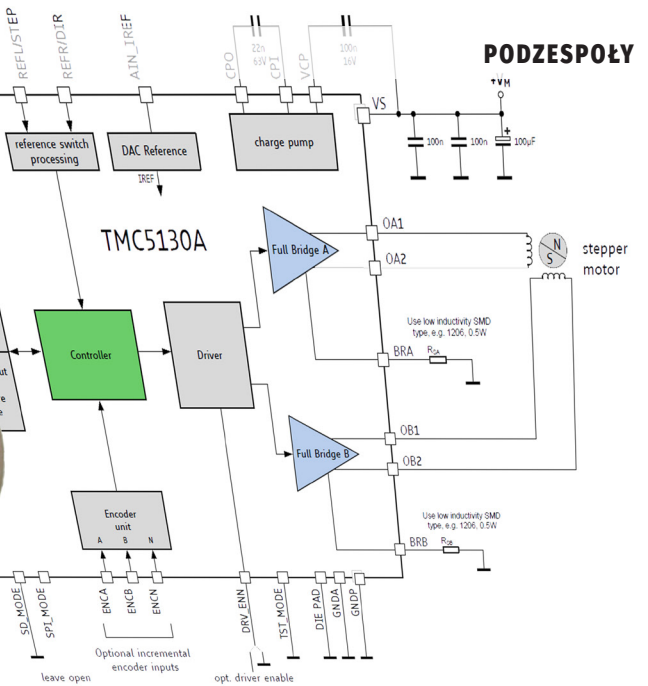 REFL/STEP
REFR/DIR
AIN_IREF
CPO
22n
63V
CPI
VCP
100n
16V
PODZESPOŁY
+VM
VS
reference switch
processing
DAC Reference
IREF
charge pump
100n
100n
+
100µF
TMC5130A
Full Bridge A
OA1
OA2
N
S
stepper
motor
Controller
Driver
Use low inductivity SMD
type, e.g. 1206, 0.5W
BRA
RSA
Full Bridge B
OB1
OB2
Encoder
unit
A B N
Use low inductivity SMD
type, e.g. 1206, 0.5W
BRB
RSB
SD_MODE
SPI_MODE
ENCA
ENCB
ENCN
DRV_ENN
TST_MODE
DIE PAD
GNDA
GNDP
Optional incremental
encoder inputs
leave open
opt. driver enable